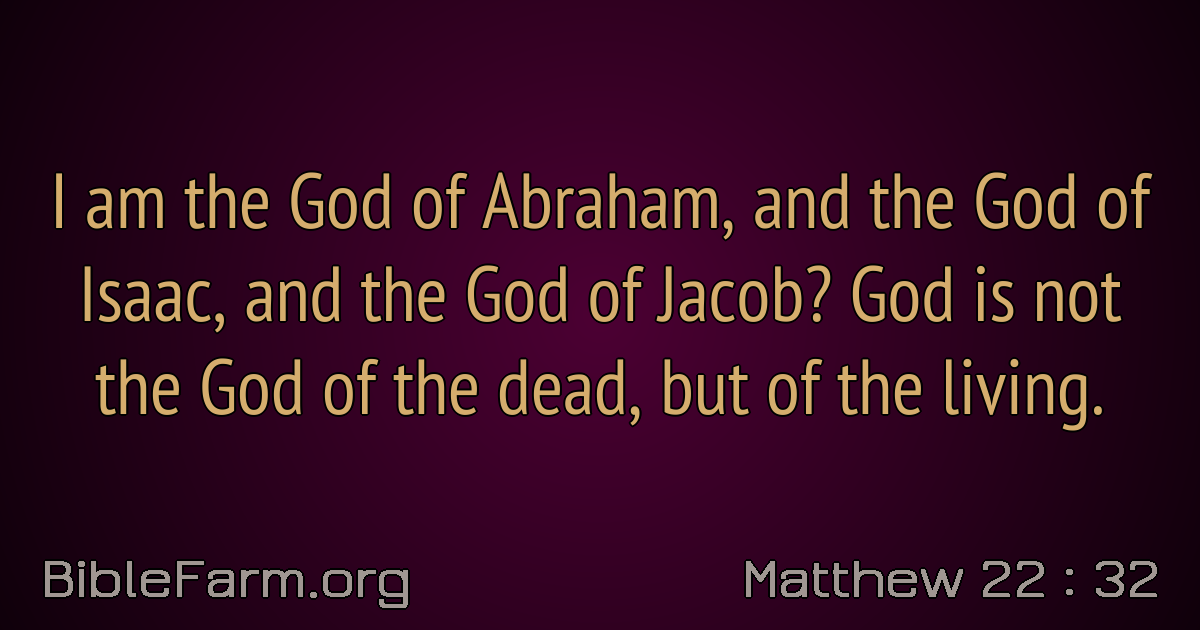 I am the God of Abraham, and the God of
Isaac, and the God of Jacob? God is not
the God of the dead, but of the living.
BibleFarm.org
Matthew 22 : 32